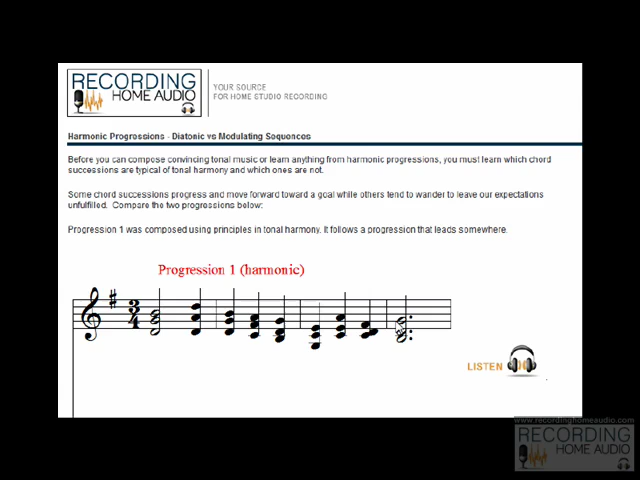 RECORDING
HOME AUDIO
YOUR SOURCE
FOR HOME STUDIO RECORDING
Harmonic Progressions - Diatonic vs Modulating Sequences
Before you can compose convincing tonal music or learn anything from harmonic progressions, you must learn which chord
successions are typical of tonal harmony and which ones are not.
Some chord successions progress and move forward toward a goal while others tend to wander to leave our expectations
unfulfilled. Compare the two progressions below:
Progression 1 was composed using principles in tonal harmony. It follows a progression that leads somewhere.
Progression 1 (harmonic)
3
4
LISTEN
www.recordinghomeaudio.com
RECORDING
HOME AUDIO